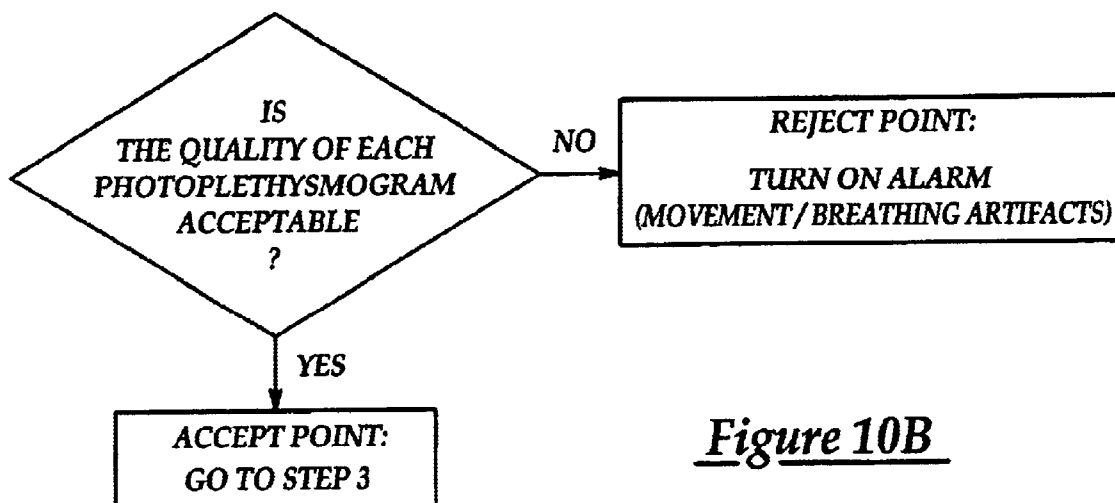 IS
THE QUALITY OF EACH
PHOTOPLETHYSMOGRAM
ACCEPTABLE
?
NO
REJECT POINT:
TURN ON ALARM
(MOVEMENT / BREATHING ARTIFACTS)
YES
ACCEPT POINT:
GO TO STEP 3
Figure 10B